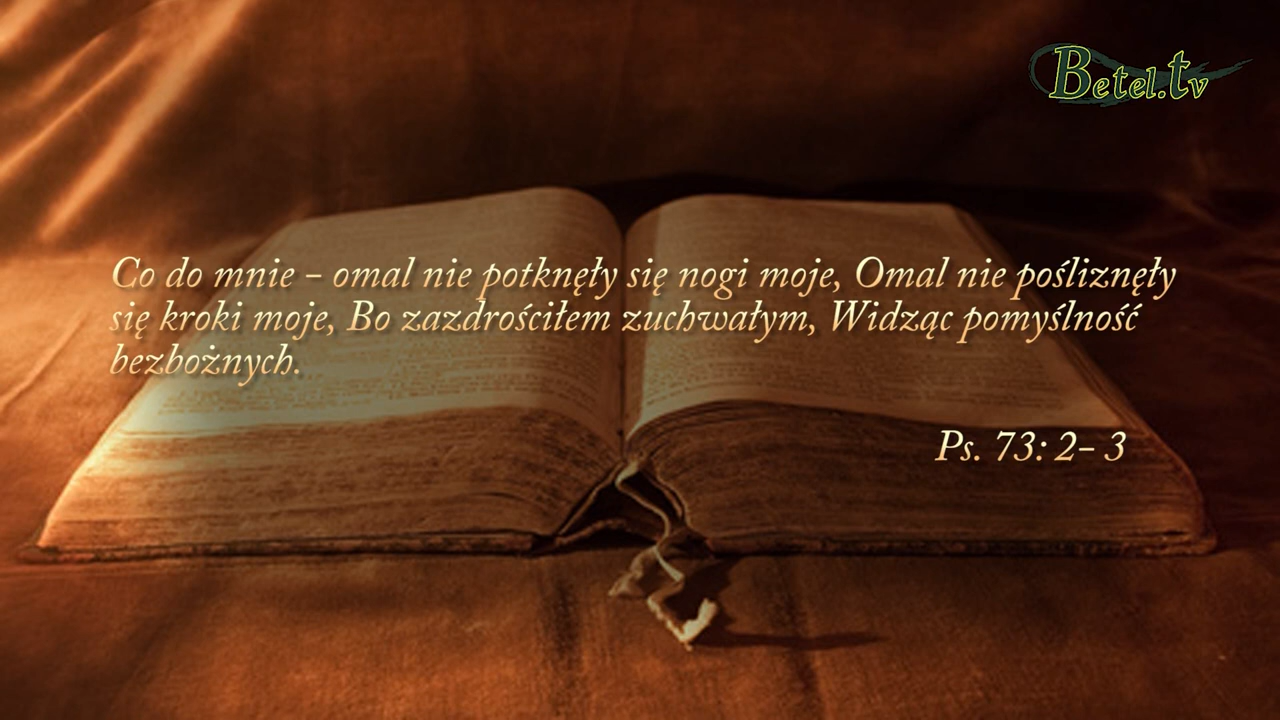 Betel.tv
Co do mnie – omal nie potknęły się nogi moje, Omal nie pośliznęły
się kroki moje, Bo zazdrościłem zuchwałym, Widząc pomyślność
bezbożnych.
Ps. 73: 2– 3